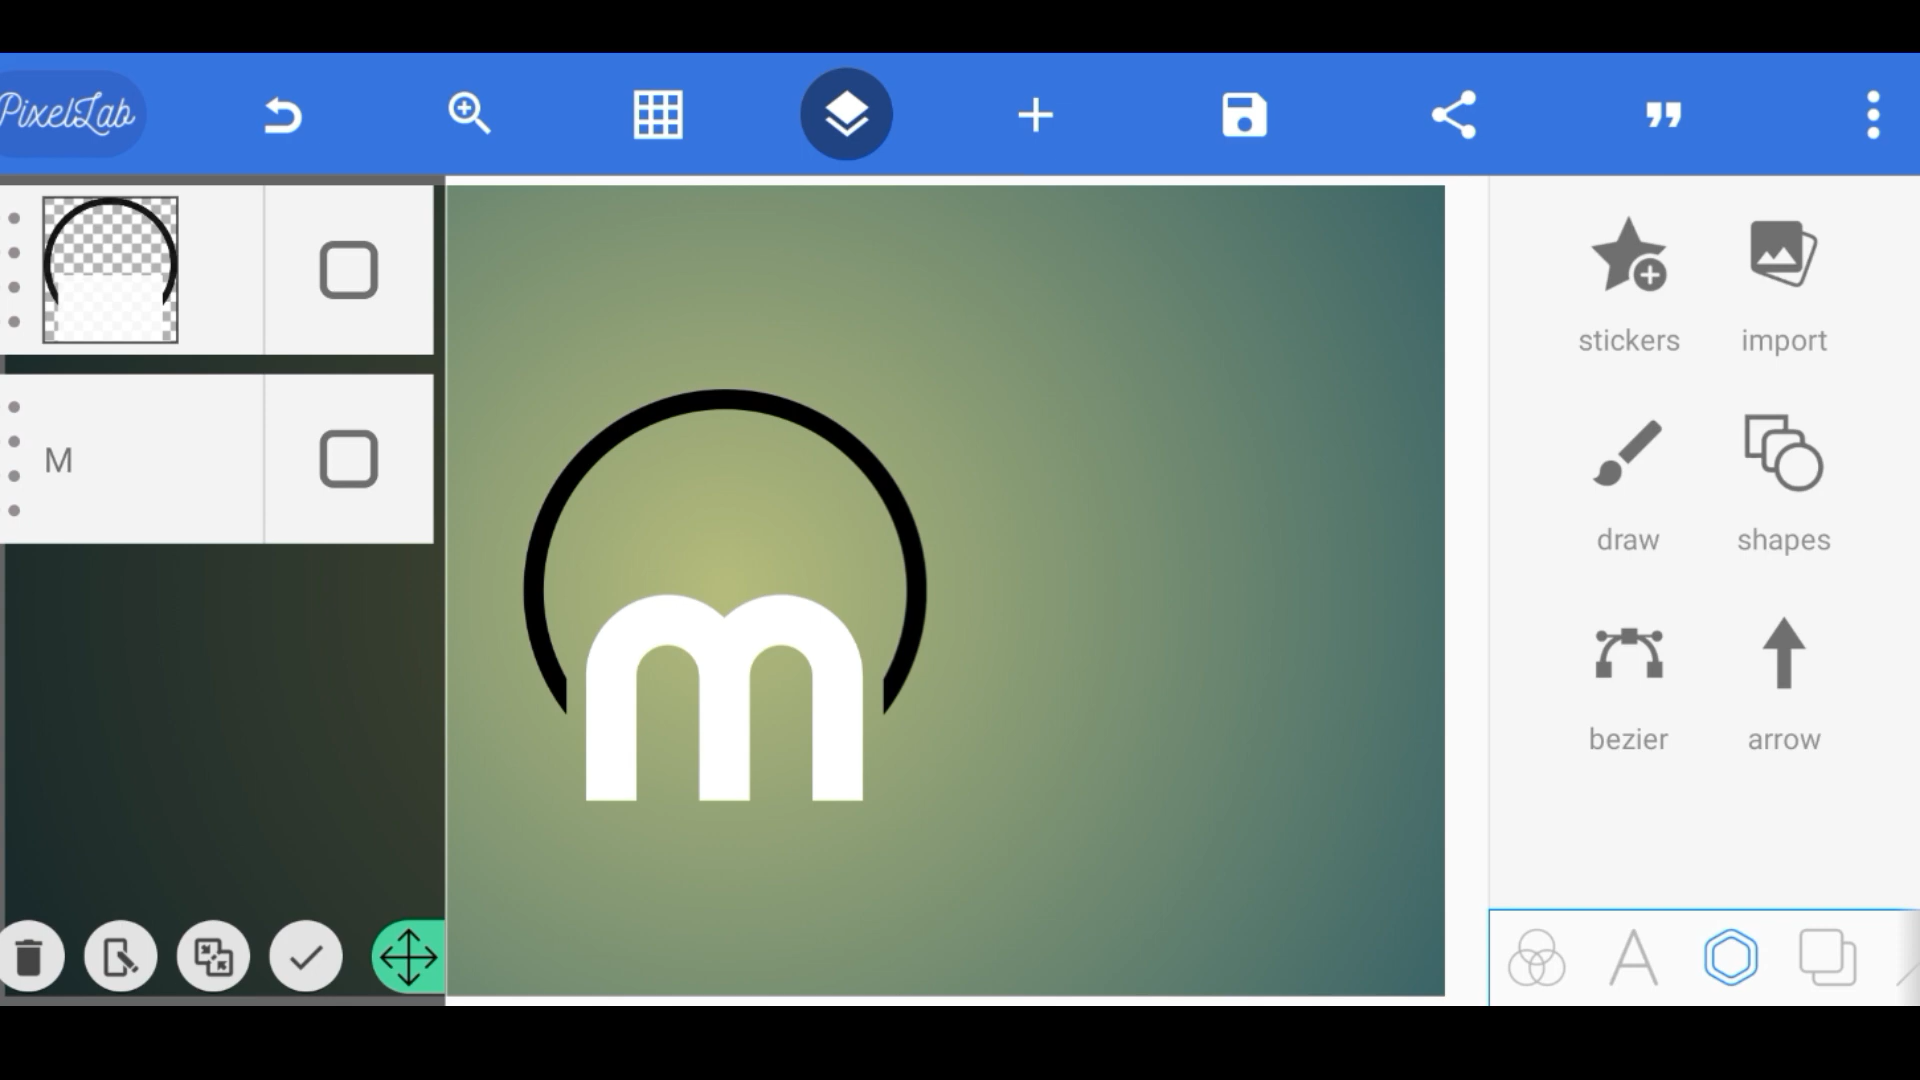 PixelLab
M
m
stickers
import
draw
shapes
bezier
arrow
A